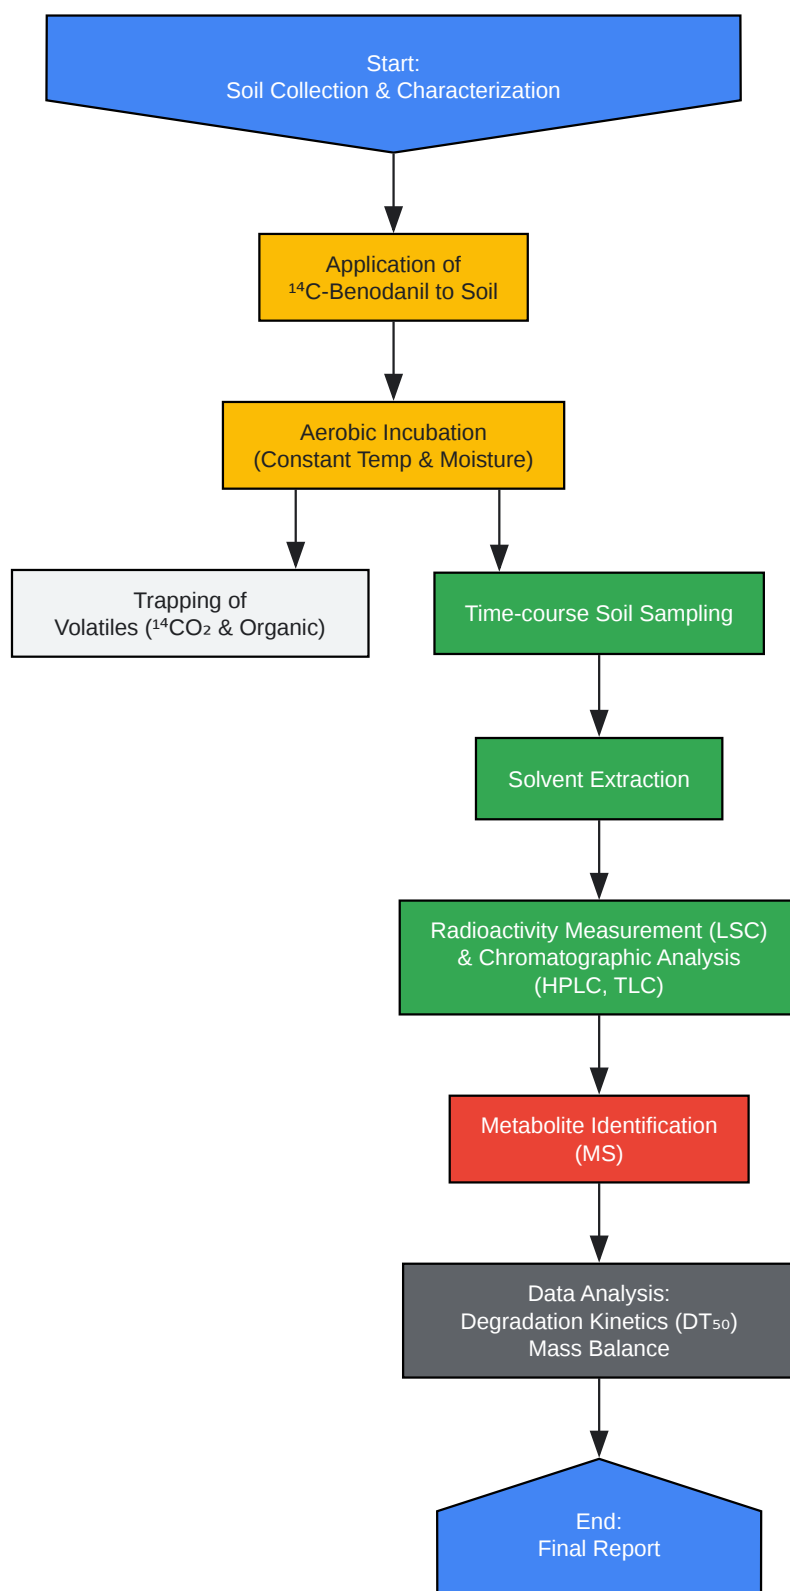 Start:
Soil Collection & Characterization
Application of
¹⁴C-Benodanil to Soil
Aerobic Incubation
(Constant Temp & Moisture)
Trapping of
Volatiles (¹⁴CO₂ & Organic)
Time-course Soil Sampling
Solvent Extraction
Radioactivity Measurement (LSC)
& Chromatographic Analysis
(HPLC, TLC)
Metabolite Identification
(MS)
Data Analysis:
Degradation Kinetics (DT₅₀)
Mass Balance
End:
Final Report